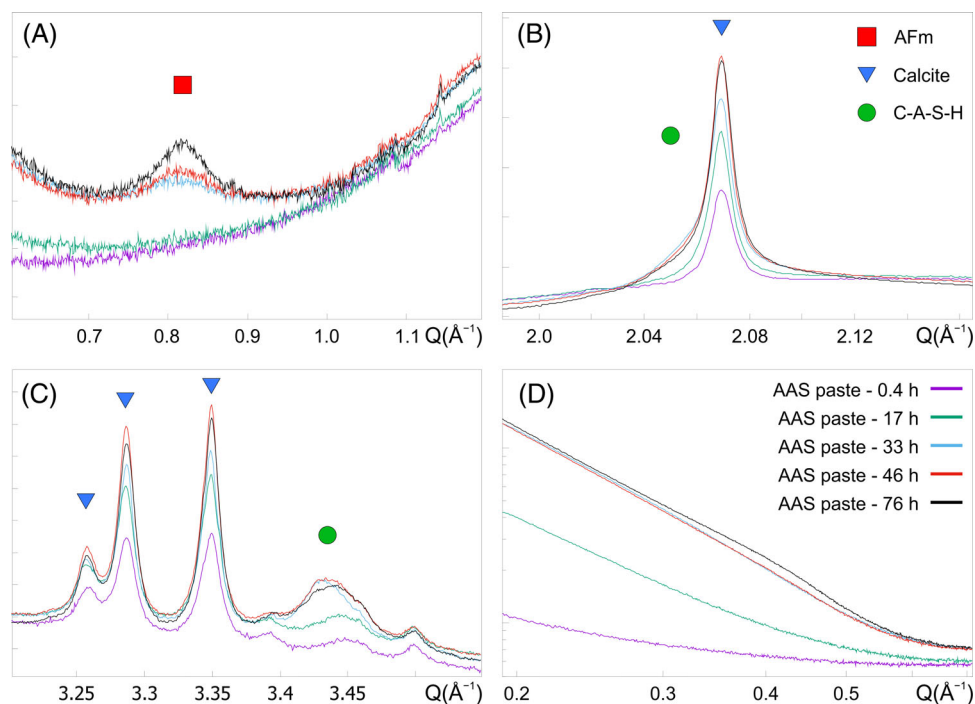 (A)
0.7 0.8 0.9 1.0 1.1 Q(Å⁻¹)
(B)
AFm
Calcite
C-A-S-H
2.0 2.04 2.08 2.12 Q(Å⁻¹)
(C)
3.25 3.3 3.35 3.4 3.45 Q(Å⁻¹)
(D)
AAS paste - 0.4 h
AAS paste - 17 h
AAS paste - 33 h
AAS paste - 46 h
AAS paste - 76 h
0.2 0.3 0.4 0.5 Q(Å⁻¹)